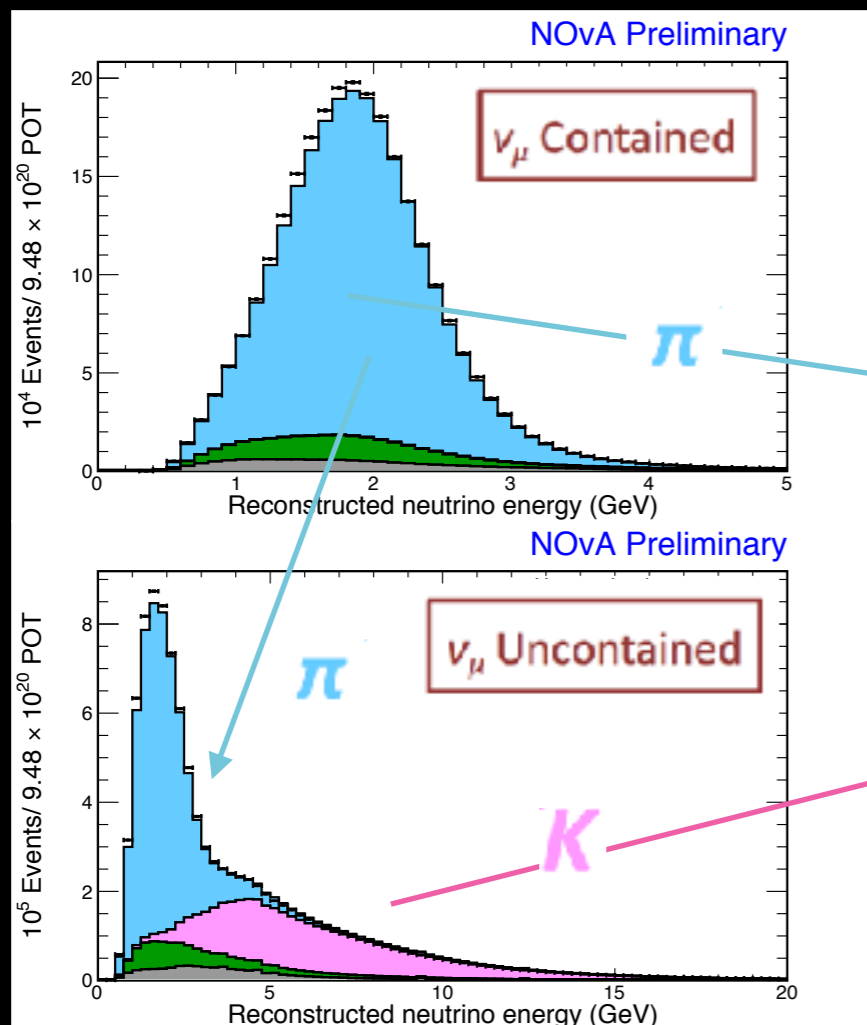 NOvA Preliminary
10⁴ Events/ 9.48 × 10²⁰ POT
20
15
10
5
0
ν_μ Contained
π
0 1 2 3 4 5
Reconstructed neutrino energy (GeV)
NOvA Preliminary
10⁵ Events/ 9.48 × 10²⁰ POT
8
6
4
2
0
ν_μ Uncontained
π
K
0 5 10 15 20
Reconstructed neutrino energy (GeV)